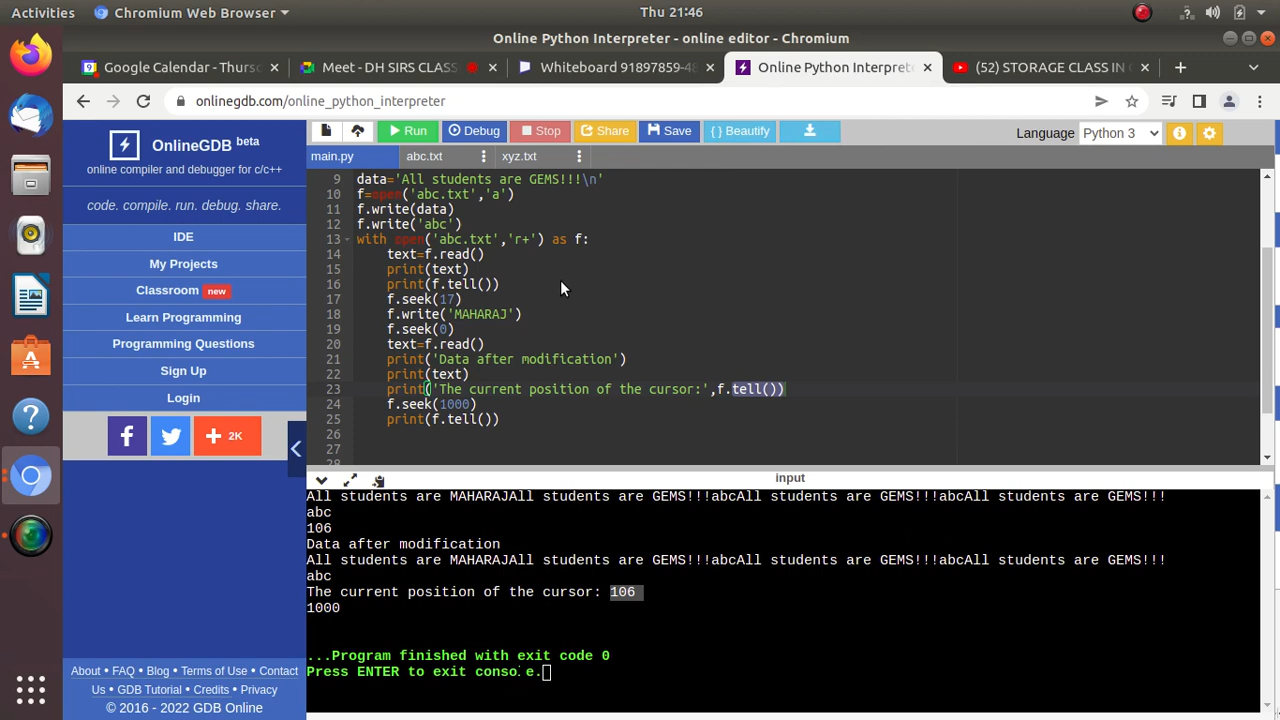 Activities Chromium Web Browser Thu 21:46
Online Python Interpreter - online editor - Chromium
Google Calendar - Thurs Meet - DH SIRS CLASS Whiteboard 91897859-48 Online Python Interprete (52) STORAGE CLASS IN C
onlinegdb.com/online_python_interpreter
OnlineGDB beta
online compiler and debugger for c/c++
code. compile. run. debug. share.
IDE
My Projects
Classroom new
Learn Programming
Programming Questions
Sign Up
Login
f + 2K
Run Debug Stop Share Save { } Beautify Language Python 3
main.py abc.txt xyz.txt
9 data='All students are GEMS!!!\n'
10 f=open('abc.txt','a')
11 f.write(data)
12 f.write('abc')
13 with open('abc.txt','r+') as f:
14 text=f.read()
15 print(text)
16 print(f.tell())
17 f.seek(17)
18 f.write('MAHARAJ')
19 f.seek(0)
20 text=f.read()
21 print('Data after modification')
22 print(text)
23 print('The current position of the cursor:',f.tell())
24 f.seek(1000)
25 print(f.tell())
26
27
28
input
All students are MAHARAJAll students are GEMS!!!abcAll students are GEMS!!!abcAll students are GEMS!!!
abc
106
Data after modification
All students are MAHARAJAll students are GEMS!!!abcAll students are GEMS!!!abcAll students are GEMS!!!
abc
The current position of the cursor: 106
1000
...Program finished with exit code 0
Press ENTER to exit conso e.
About • FAQ • Blog • Terms of Use • Contact
Us • GDB Tutorial • Credits • Privacy
© 2016 - 2022 GDB Online